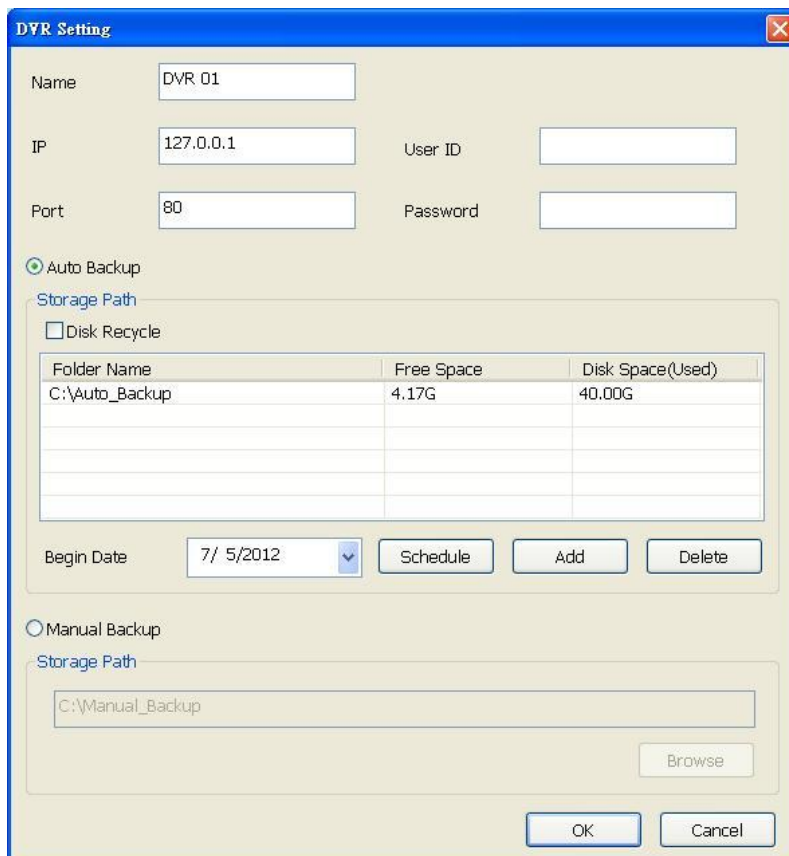 DVR Setting
Name DVR 01
IP 127.0.0.1 User ID
Port 80 Password
Auto Backup
Storage Path
Disk Recycle
Folder Name Free Space Disk Space(Used)
C:\Auto_Backup 4.17G 40.00G
Begin Date 7/ 5/2012 Schedule Add Delete
Manual Backup
Storage Path
C:\Manual_Backup
Browse
OK Cancel